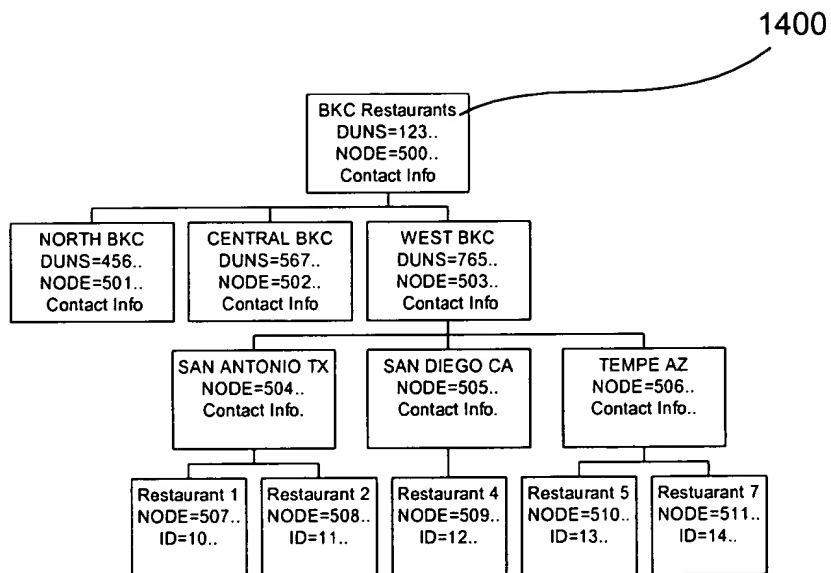 1400
BKC Restaurants
DUNS=123..
NODE=500..
Contact Info
NORTH BKC
DUNS=456..
NODE=501..
Contact Info
CENTRAL BKC
DUNS=567..
NODE=502..
Contact Info
WEST BKC
DUNS=765..
NODE=503..
Contact Info
SAN ANTONIO TX
NODE=504..
Contact Info.
SAN DIEGO CA
NODE=505..
Contact Info.
TEMPE AZ
NODE=506..
Contact Info..
Restaurant 1
NODE=507..
ID=10..
Restaurant 2
NODE=508..
ID=11..
Restaurant 4
NODE=509..
ID=12..
Restaurant 5
NODE=510..
ID=13..
Restuarant 7
NODE=511..
ID=14..